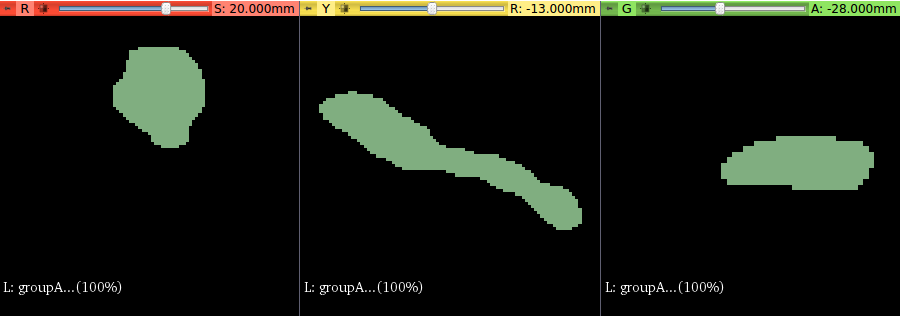 R S: 20.000mm Y R: -13.000mm G A: -28.000mm
L: groupA...(100%) L: groupA...(100%) L: groupA...(100%)